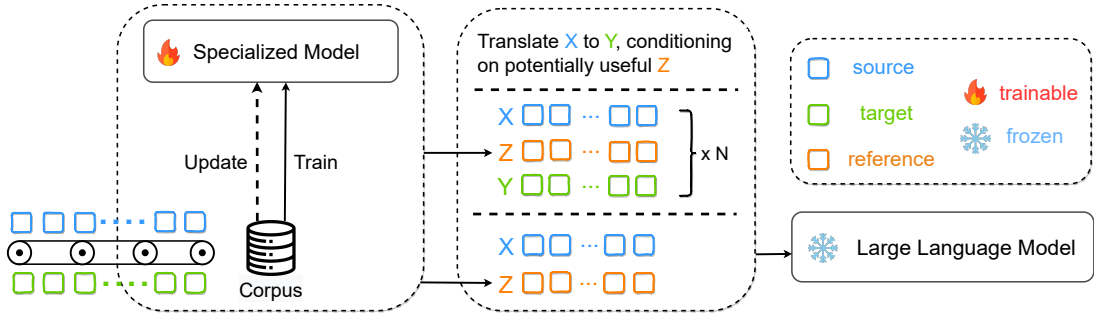 Specialized Model
Update
Train
Corpus
Translate X to Y, conditioning
on potentially useful Z
X ...
Z ...
Y ...
x N
X ...
Z ...
source
target
reference
trainable
frozen
Large Language Model